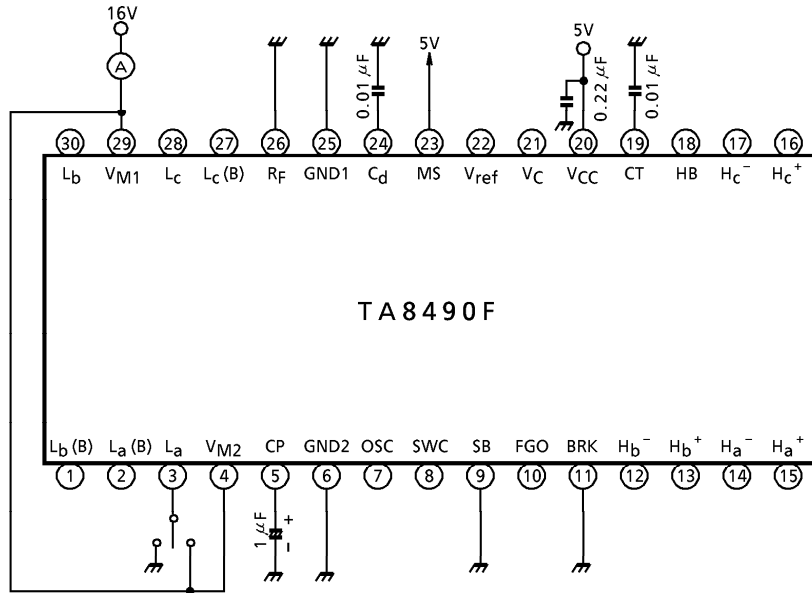 16V
A
5V
5V
0.01 μF
0.22 μF
0.01 μF
30 29 28 27 26 25 24 23 22 21 20 19 18 17 16
Lb VM1 Lc Lc (B) RF GND1 Cd MS Vref VC VCC CT HB Hc⁻ Hc⁺
TA8490F
Lb (B) La (B) La VM2 CP GND2 OSC SWC SB FGO BRK Hb⁻ Hb⁺ Ha⁻ Ha⁺
1 2 3 4 5 6 7 8 9 10 11 12 13 14 15
1 μF
+
−